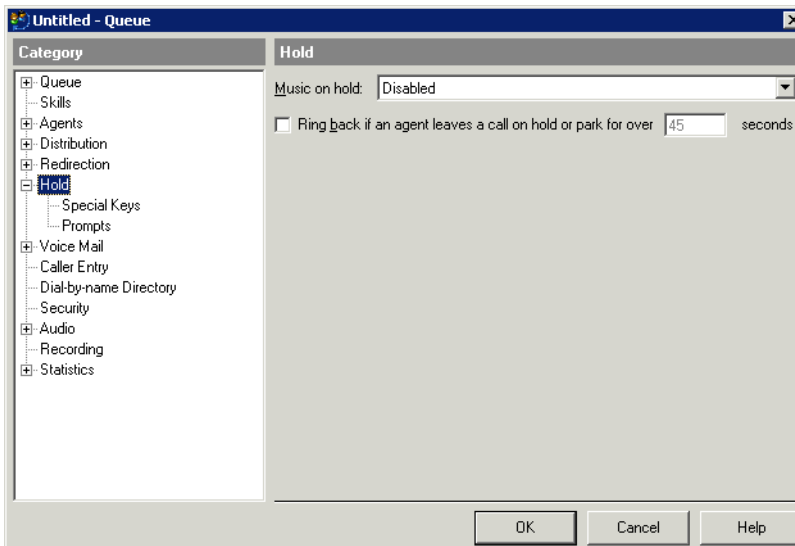 Untitled - Queue
Category
Queue
Skills
Agents
Distribution
Redirection
Hold
Special Keys
Prompts
Voice Mail
Caller Entry
Dial-by-name Directory
Security
Audio
Recording
Statistics
Hold
Music on hold: Disabled
Ring back if an agent leaves a call on hold or park for over 45 seconds
OK Cancel Help